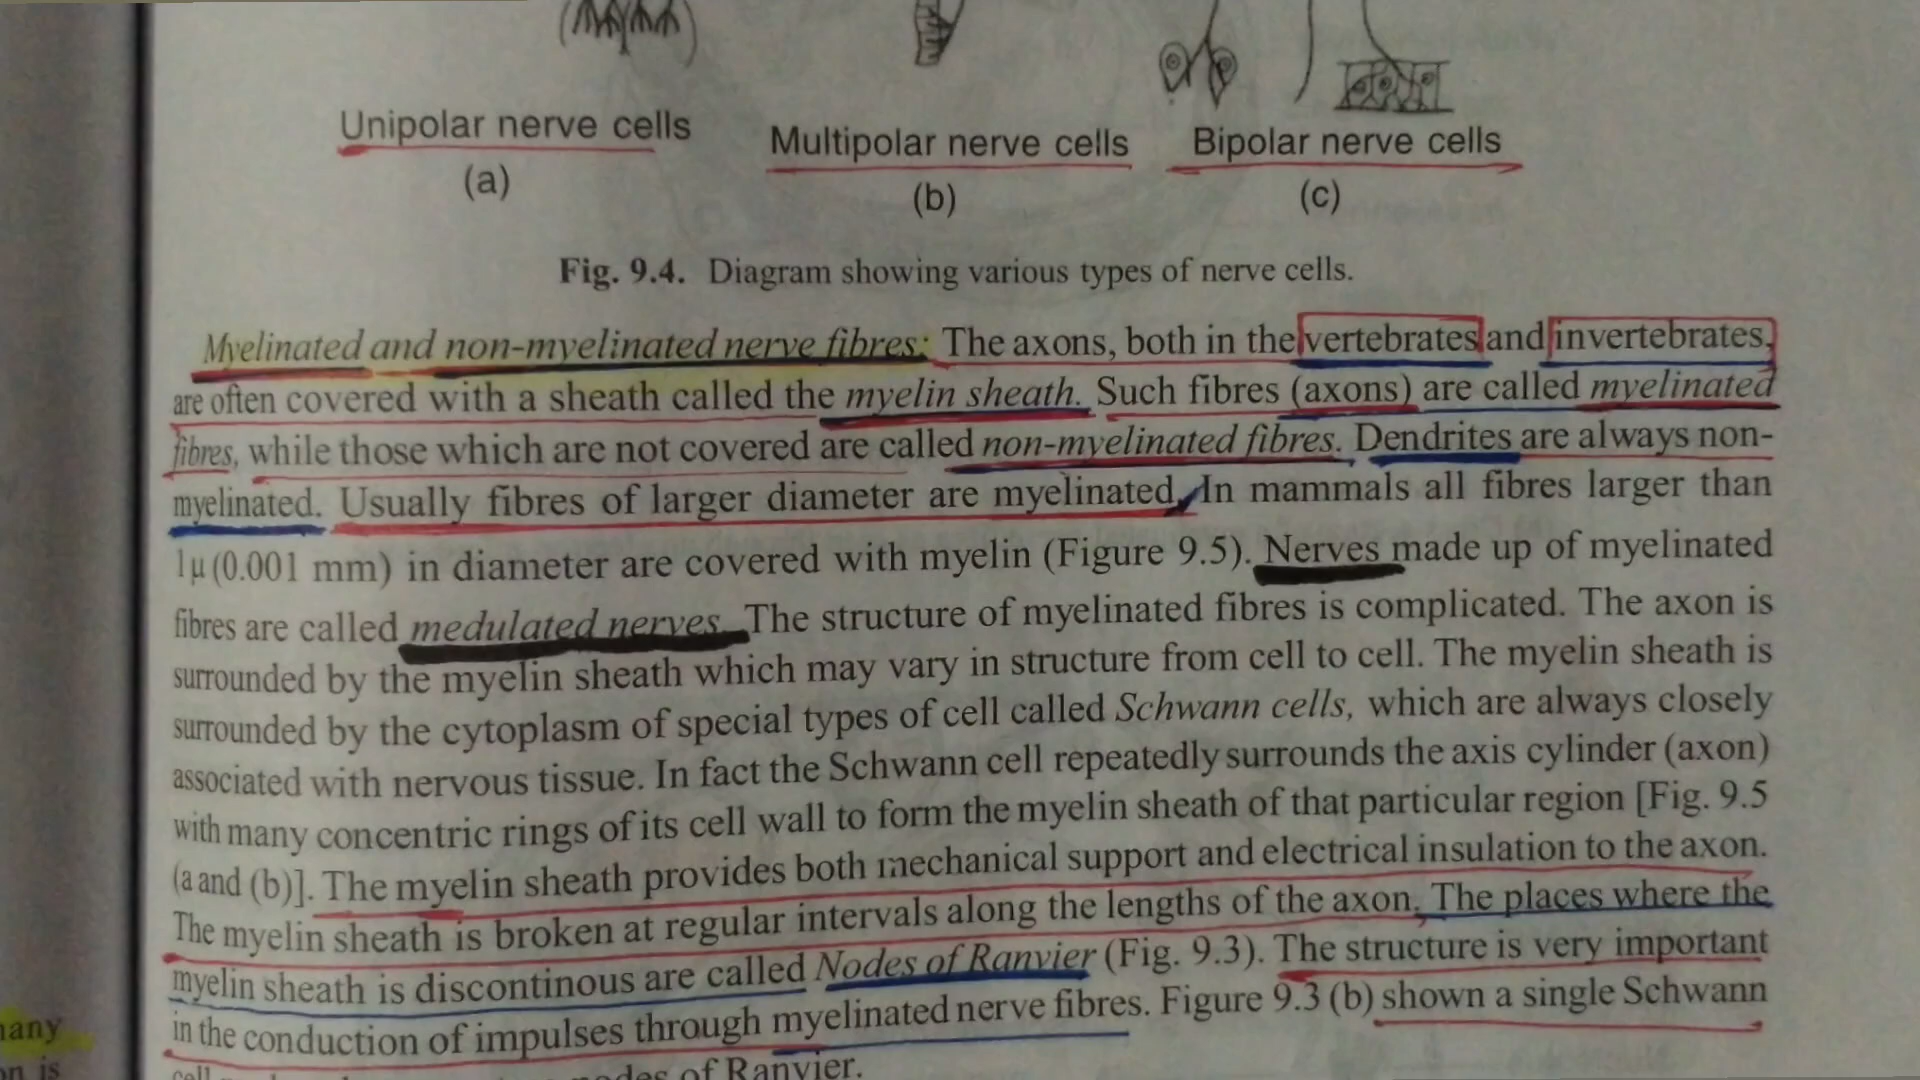 Unipolar nerve cells
(a)
Multipolar nerve cells
(b)
Bipolar nerve cells
(c)
Fig. 9.4. Diagram showing various types of nerve cells.
Myelinated and non-myelinated nerve fibres: The axons, both in the vertebrates and invertebrates,
are often covered with a sheath called the myelin sheath. Such fibres (axons) are called myelinated
fibres, while those which are not covered are called non-myelinated fibres. Dendrites are always non-
myelinated. Usually fibres of larger diameter are myelinated. In mammals all fibres larger than
1μ (0.001 mm) in diameter are covered with myelin (Figure 9.5). Nerves made up of myelinated
fibres are called medulated nerves. The structure of myelinated fibres is complicated. The axon is
surrounded by the myelin sheath which may vary in structure from cell to cell. The myelin sheath is
surrounded by the cytoplasm of special types of cell called Schwann cells, which are always closely
associated with nervous tissue. In fact the Schwann cell repeatedly surrounds the axis cylinder (axon)
with many concentric rings of its cell wall to form the myelin sheath of that particular region [Fig. 9.5
(a and (b)]. The myelin sheath provides both mechanical support and electrical insulation to the axon.
The myelin sheath is broken at regular intervals along the lengths of the axon. The places where the
myelin sheath is discontinous are called Nodes of Ranvier (Fig. 9.3). The structure is very important
in the conduction of impulses through myelinated nerve fibres. Figure 9.3 (b) shown a single Schwann
cell nodes of Ranvier.
is